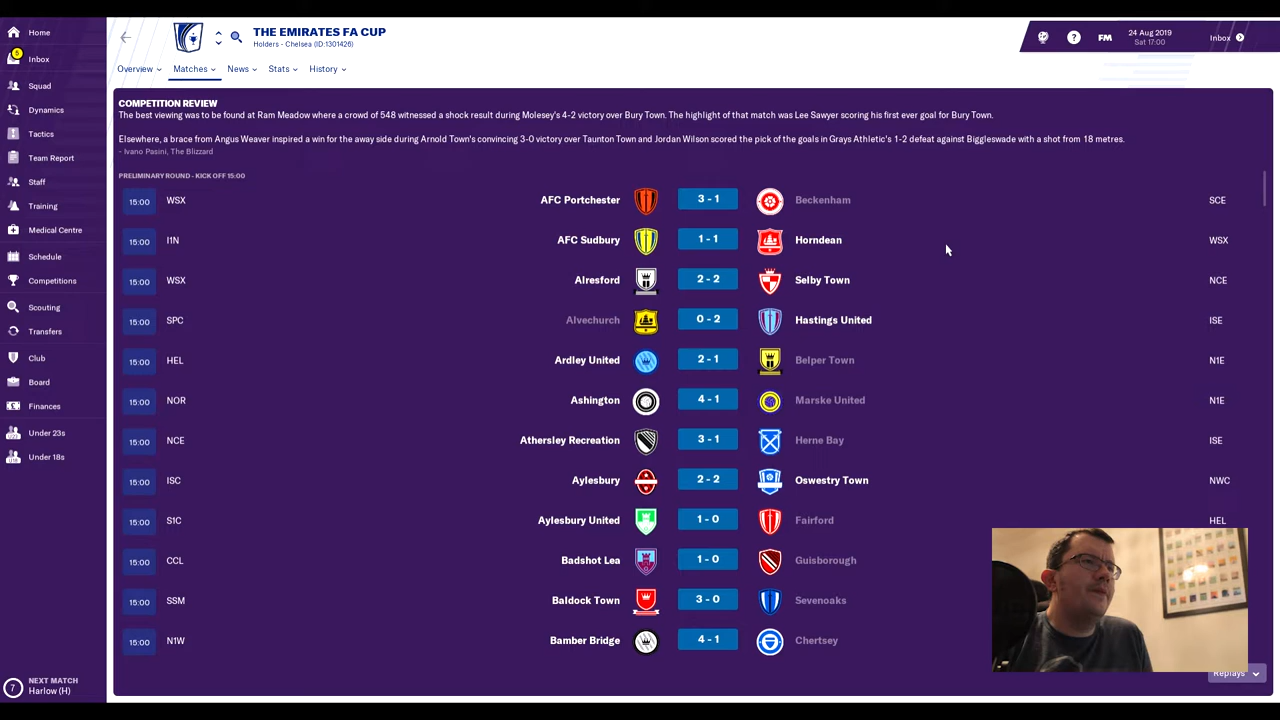 Home
5
Inbox
Squad
Dynamics
Tactics
Team Report
Staff
Training
Medical Centre
Schedule
Competitions
Scouting
Transfers
Club
Board
Finances
Under 23s
Under 18s
7
NEXT MATCH
Harlow (H)
THE EMIRATES FA CUP
Holders - Chelsea (ID:1301426)
? FM
24 Aug 2019
Sat 17:00
Inbox
Overview Matches News Stats History
COMPETITION REVIEW
The best viewing was to be found at Ram Meadow where a crowd of 548 witnessed a shock result during Molesey's 4-2 victory over Bury Town. The highlight of that match was Lee Sawyer scoring his first ever goal for Bury Town.
Elsewhere, a brace from Angus Weaver inspired a win for the away side during Arnold Town's convincing 3-0 victory over Taunton Town and Jordan Wilson scored the pick of the goals in Grays Athletic's 1-2 defeat against Biggleswade with a shot from 18 metres.
- Ivano Pasini, The Blizzard
PRELIMINARY ROUND - KICK OFF 15:00
15:00 WSX AFC Portchester 3 - 1 Beckenham SCE
15:00 I1N AFC Sudbury 1 - 1 Horndean WSX
15:00 WSX Alresford 2 - 2 Selby Town NCE
15:00 SPC Alvechurch 0 - 2 Hastings United ISE
15:00 HEL Ardley United 2 - 1 Belper Town N1E
15:00 NOR Ashington 4 - 1 Marske United N1E
15:00 NCE Athersley Recreation 3 - 1 Herne Bay ISE
15:00 ISC Aylesbury 2 - 2 Oswestry Town NWC
15:00 S1C Aylesbury United 1 - 0 Fairford HEL
15:00 CCL Badshot Lea 1 - 0 Guisborough
15:00 SSM Baldock Town 3 - 0 Sevenoaks
15:00 N1W Bamber Bridge 4 - 1 Chertsey
Replays